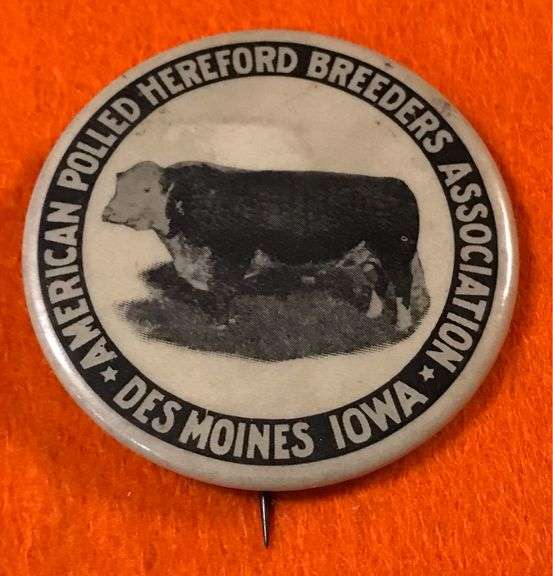 AMERICAN POLLED HEREFORD BREEDERS ASSOCIATION
★ DES MOINES IOWA ★